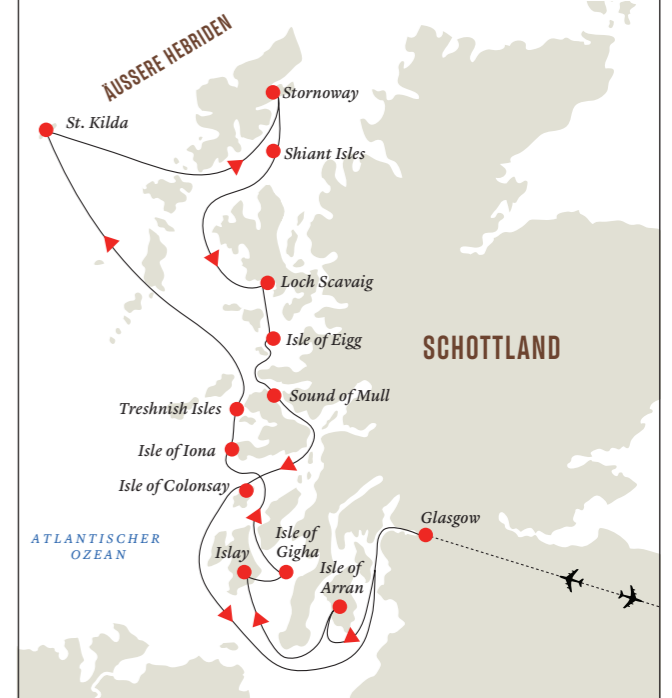 ÄUSSERE HEBRIDEN
Stornoway
St. Kilda
Shiant Isles
Loch Scavaig
Isle of Eigg
SCHOTTLAND
Sound of Mull
Treshnish Isles
Isle of Iona
Isle of Colonsay
Glasgow
ATLANTISCHER
OZEAN
Isle of
Gigha
Islay
Isle of
Arran